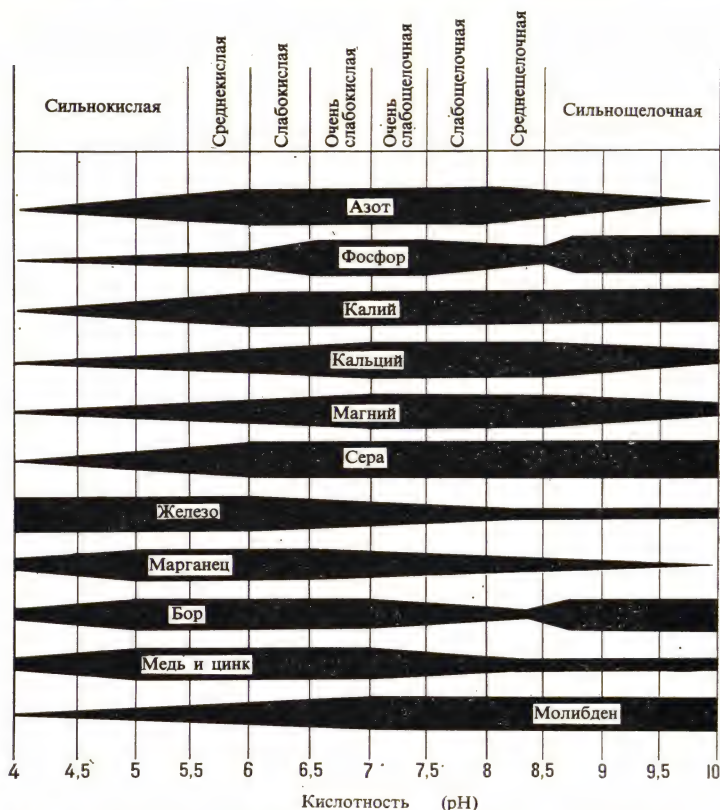 Сильнокислая
Среднекислая
Слабокислая
Очень
слабокислая
Очень
слабощелочная
Слабощелочная
Среднещелочная
Сильнощелочная
Азот
Фосфор
Калий
Кальций
Магний
Сера
Железо
Марганец
Бор
Медь и цинк
Молибден
4 4,5 5 5,5 6 6,5 7 7,5 8 8,5 9 9,5 10
Кислотность (pH)